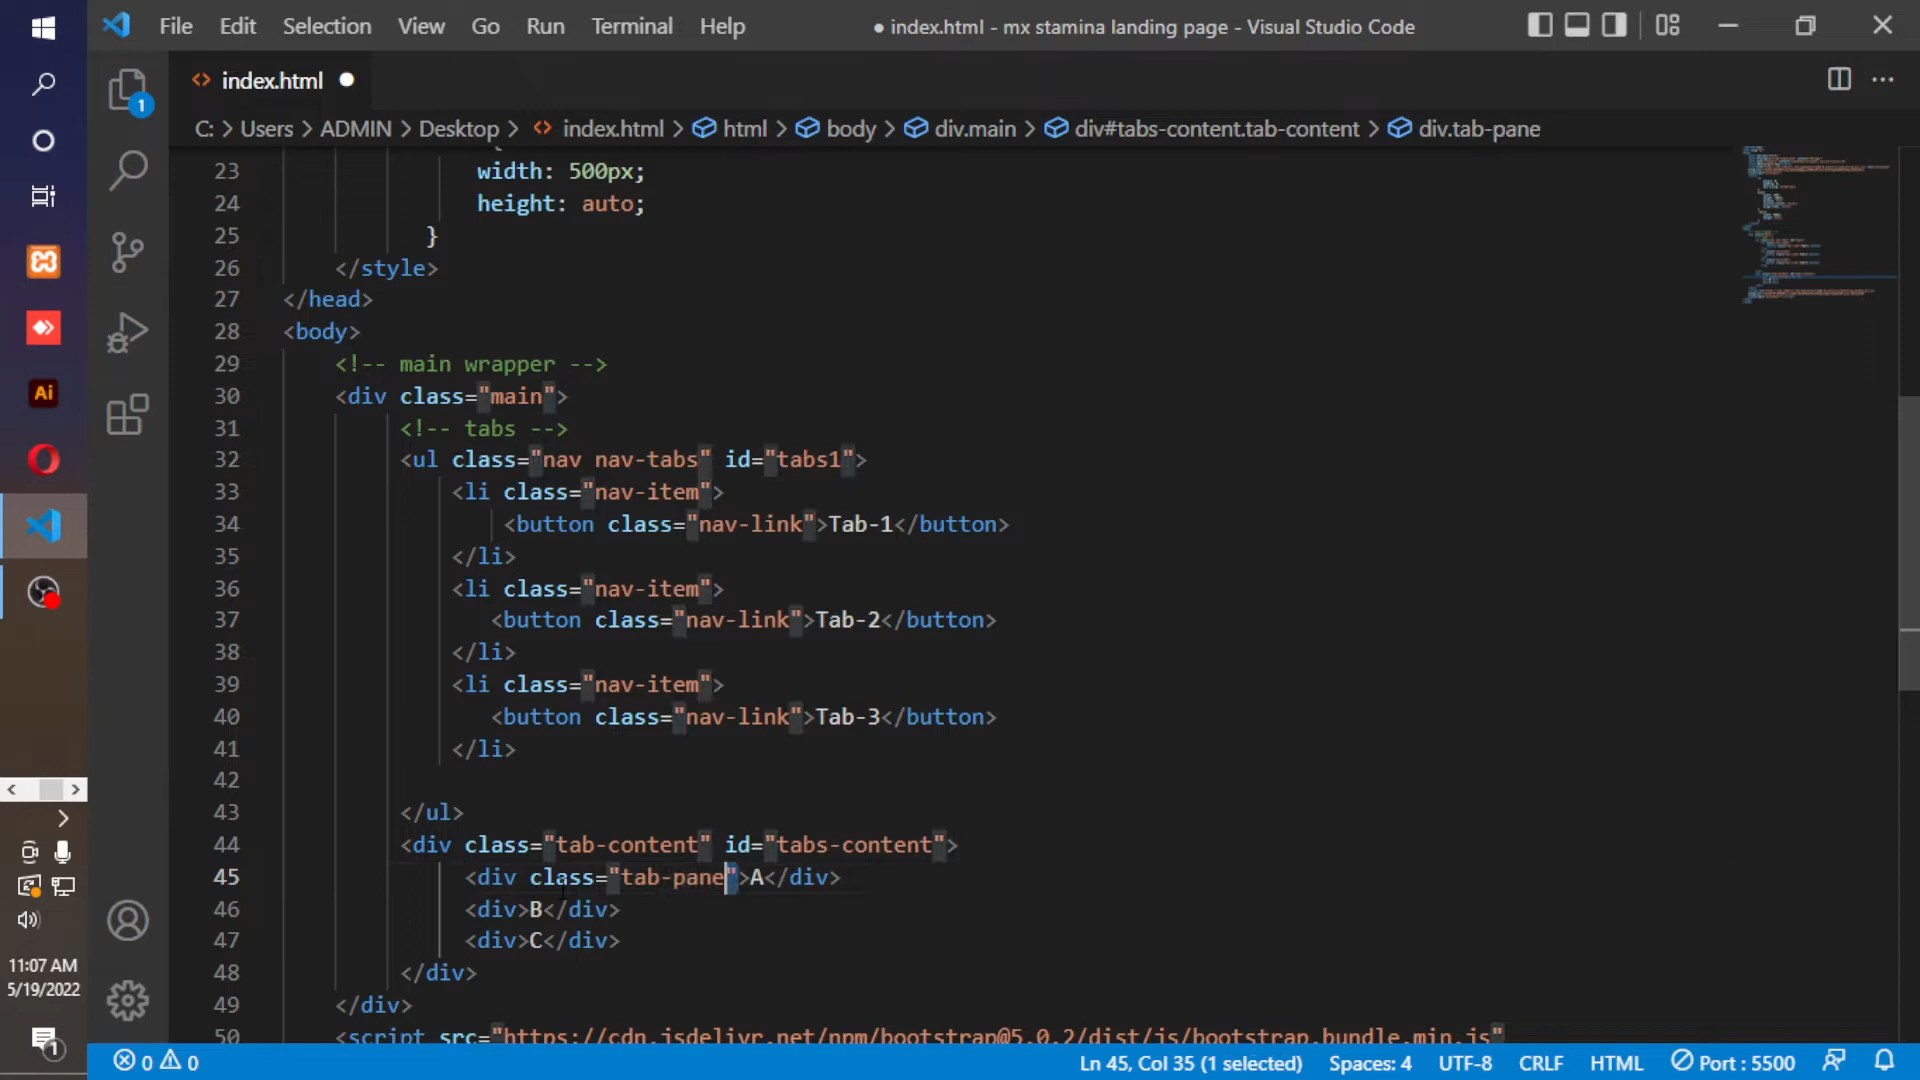 File Edit Selection View Go Run Terminal Help ● index.html - mx stamina landing page - Visual Studio Code
<> index.html ●
C: > Users > ADMIN > Desktop > <> index.html > html > body > div.main > div#tabs-content.tab-content > div.tab-pane
23 width: 500px;
24 height: auto;
25 }
26 </style>
27 </head>
28 <body>
29 <!-- main wrapper -->
30 <div class="main">
31 <!-- tabs -->
32 <ul class="nav nav-tabs" id="tabs1">
33 <li class="nav-item">
34 <button class="nav-link">Tab-1</button>
35 </li>
36 <li class="nav-item">
37 <button class="nav-link">Tab-2</button>
38 </li>
39 <li class="nav-item">
40 <button class="nav-link">Tab-3</button>
41 </li>
42
43 </ul>
44 <div class="tab-content" id="tabs-content">
45 <div class="tab-pane">A</div>
46 <div>B</div>
47 <div>C</div>
48 </div>
49 </div>
50 <script src="https://cdn.jsdelivr.net/npm/bootstrap@5.0.2/dist/js/bootstrap.bundle.min.js"
1
Ai
11:07 AM
5/19/2022
1
0 0 Ln 45, Col 35 (1 selected) Spaces: 4 UTF-8 CRLF HTML Port : 5500